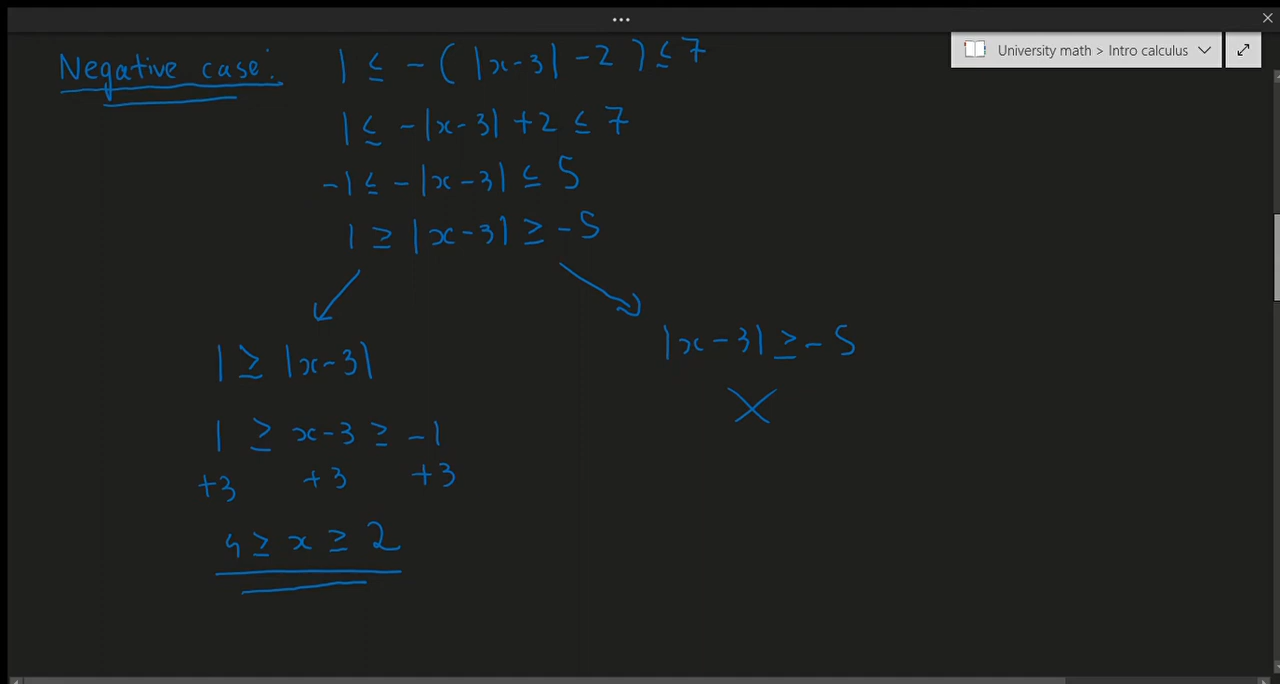 University math > Intro calculus
Negative case: 1 ≤ -(|x-3| -2) ≤ 7
1 ≤ -|x-3| +2 ≤ 7
-1 ≤ -|x-3| ≤ 5
1 ≥ |x-3| ≥ -5
|x-3| ≥ -5
1 ≥ |x-3|
1 ≥ x-3 ≥ -1
+3 +3 +3
4 ≥ x ≥ 2